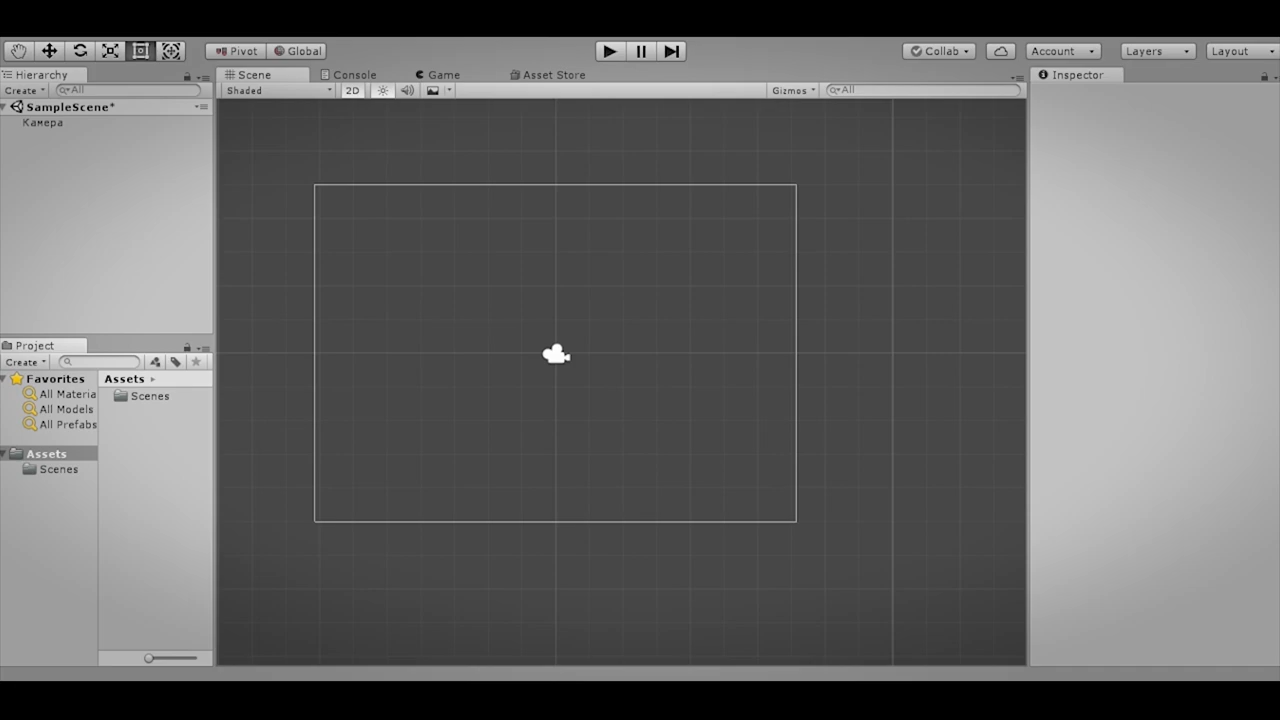 Pivot Global Collab Account Layers Layout
Hierarchy Scene Console Game Asset Store Inspector
Create All Shaded 2D Gizmos All
SampleScene*
Камера
Project
Create
Favorites Assets
All Materia Scenes
All Models
All Prefabs
Assets
Scenes